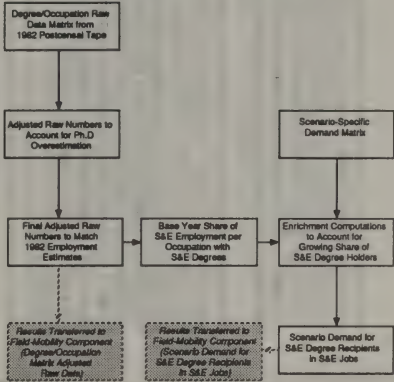 Degree/Occupation Raw
Data Matrix from
1982 Postcensal Tape
Adjusted Raw Numbers to
Account for Ph.D
Overestimation
Scenario-Specific
Demand Matrix
Final Adjusted Raw
Numbers to Match
1982 Employment
Estimates
Base Year Share of
S&E Employment per
Occupation with
S&E Degrees
Enrichment Computations
to Account for
Growing Share of
S&E Degree Holders
Results Transferred to
Field-Mobility Component
(Degree/Occupation
Matrix Adjusted
Raw Data)
Results Transferred to
Field-Mobility Component
(Scenario Demand for
S&E Degree Recipients
in S&E Jobs)
Scenario Demand for
S&E Degree Recipients
in S&E Jobs